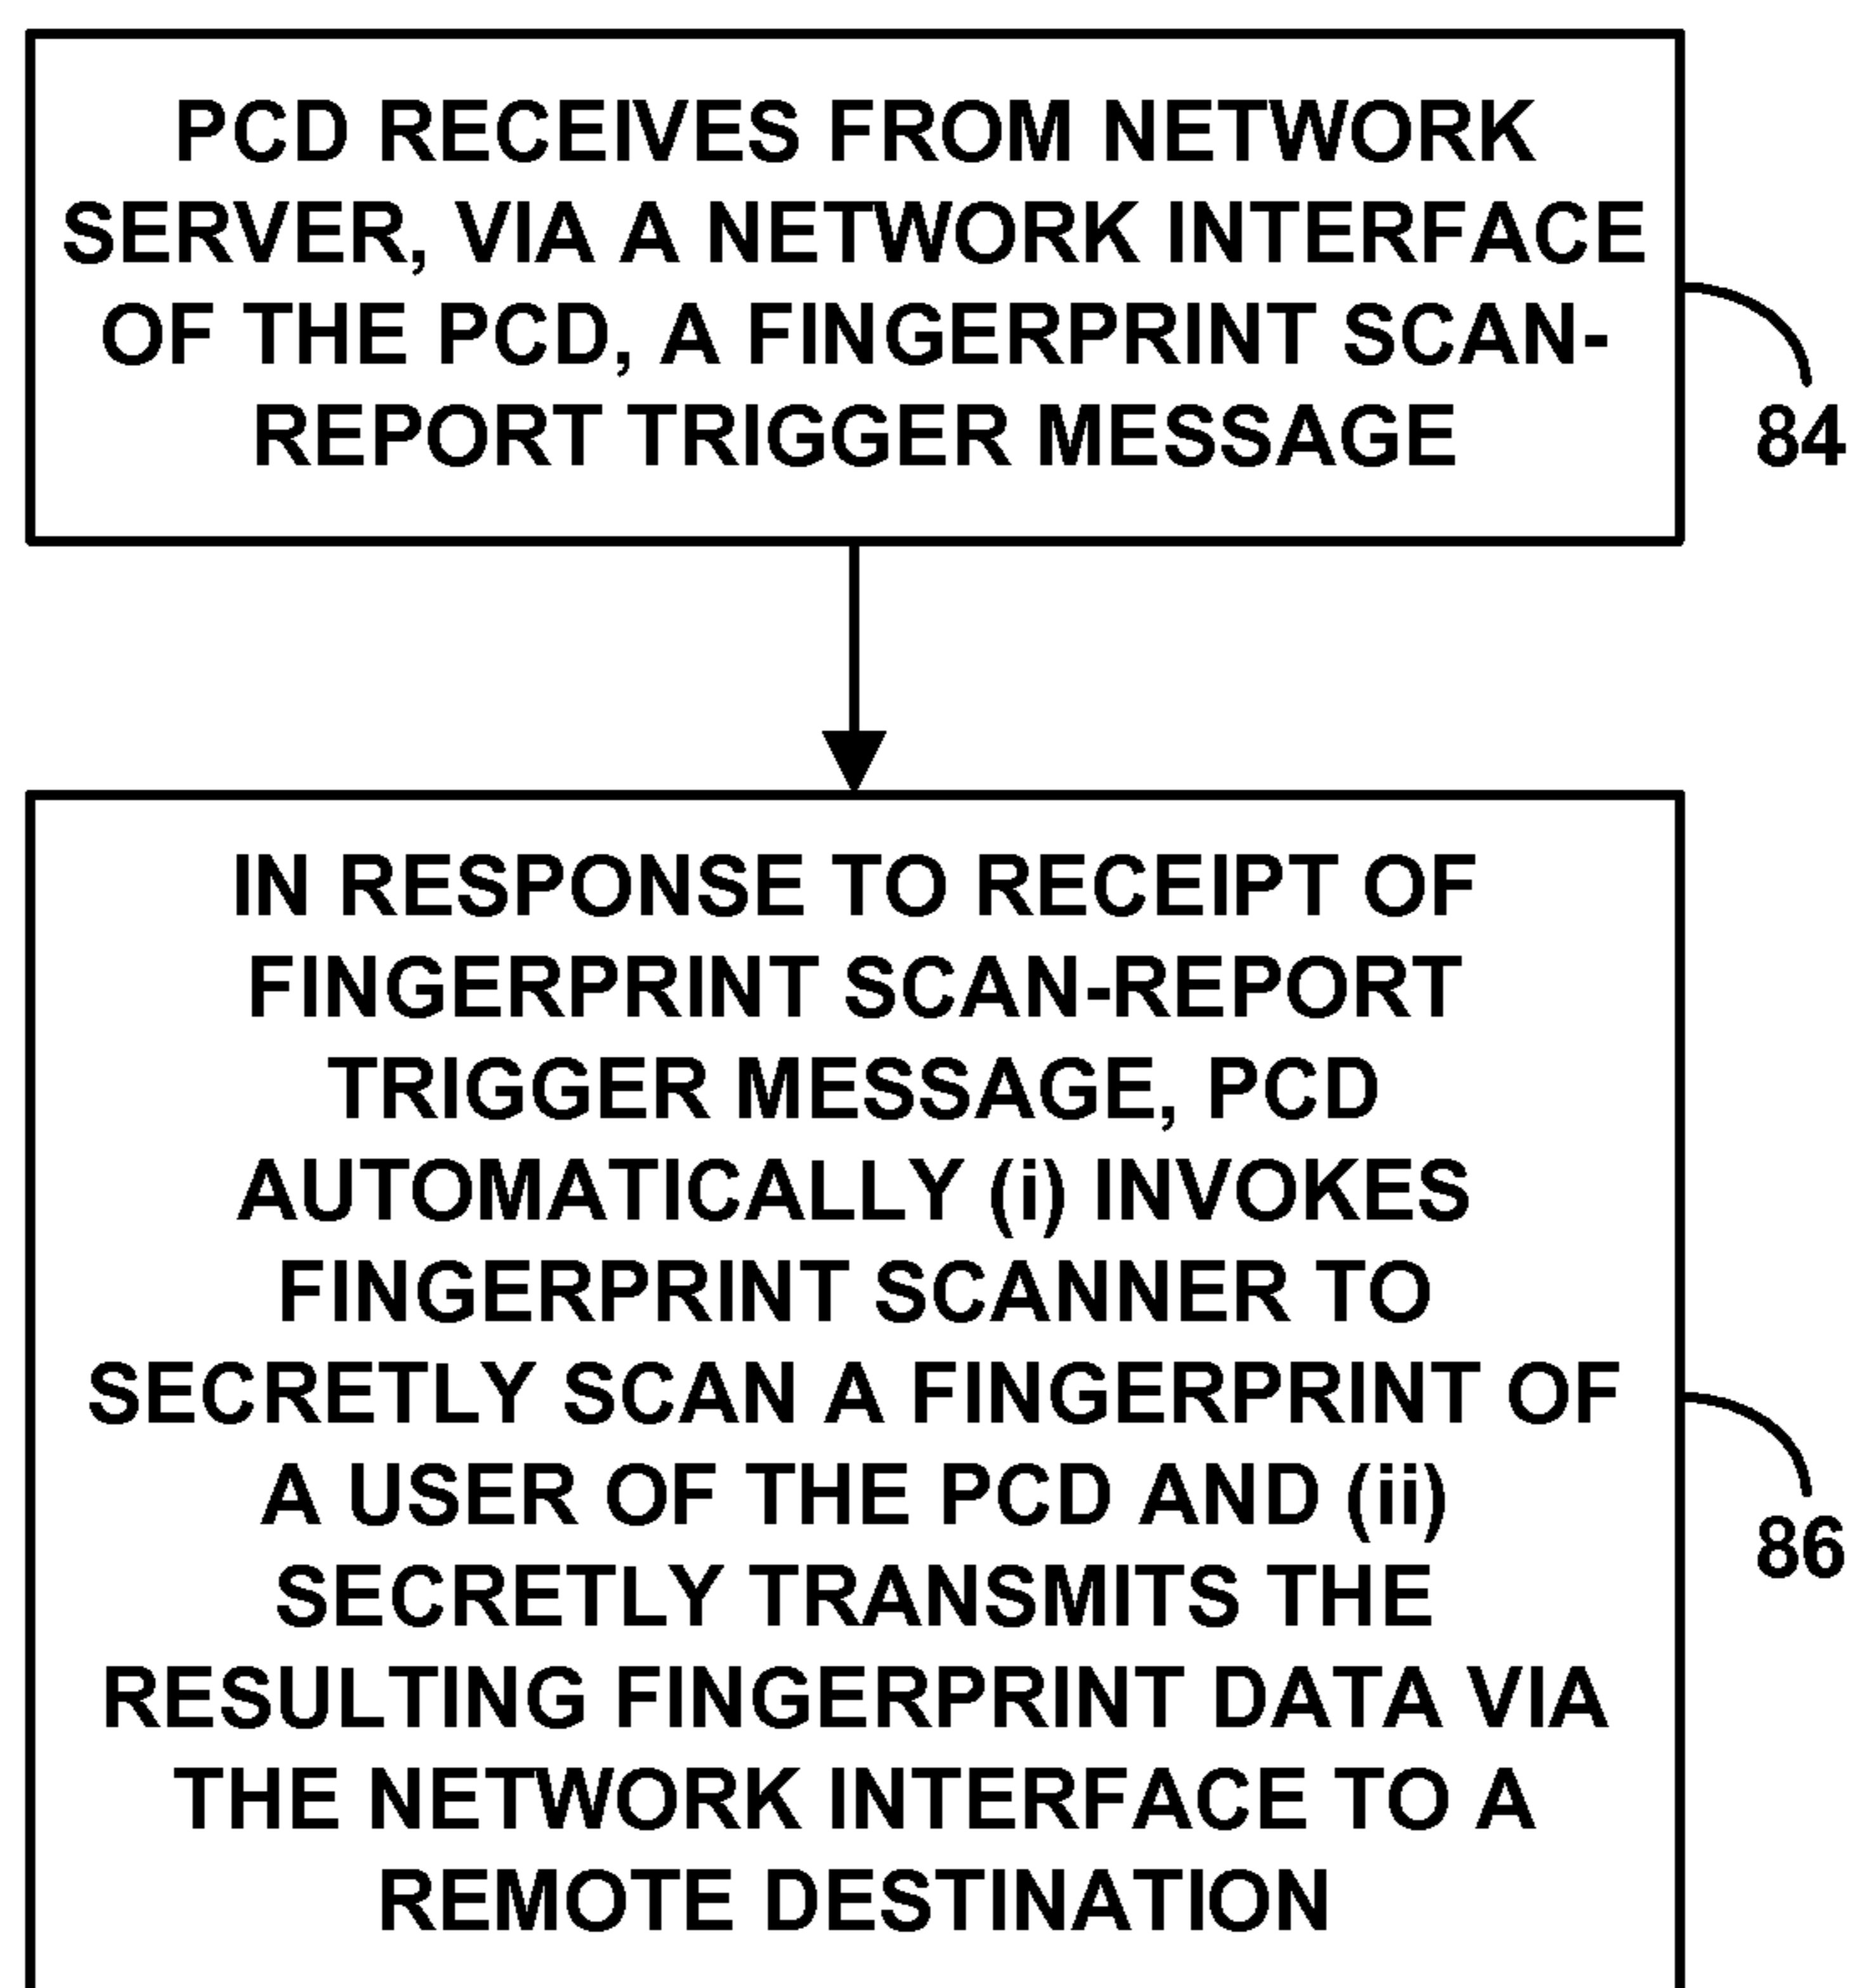 PCD RECEIVES FROM NETWORK
SERVER, VIA A NETWORK INTERFACE
OF THE PCD, A FINGERPRINT SCAN-
REPORT TRIGGER MESSAGE
84
IN RESPONSE TO RECEIPT OF
FINGERPRINT SCAN-REPORT
TRIGGER MESSAGE, PCD
AUTOMATICALLY (i) INVOKES
FINGERPRINT SCANNER TO
SECRETLY SCAN A FINGERPRINT OF
A USER OF THE PCD AND (ii)
SECRETLY TRANSMITS THE
RESULTING FINGERPRINT DATA VIA
THE NETWORK INTERFACE TO A
REMOTE DESTINATION
86